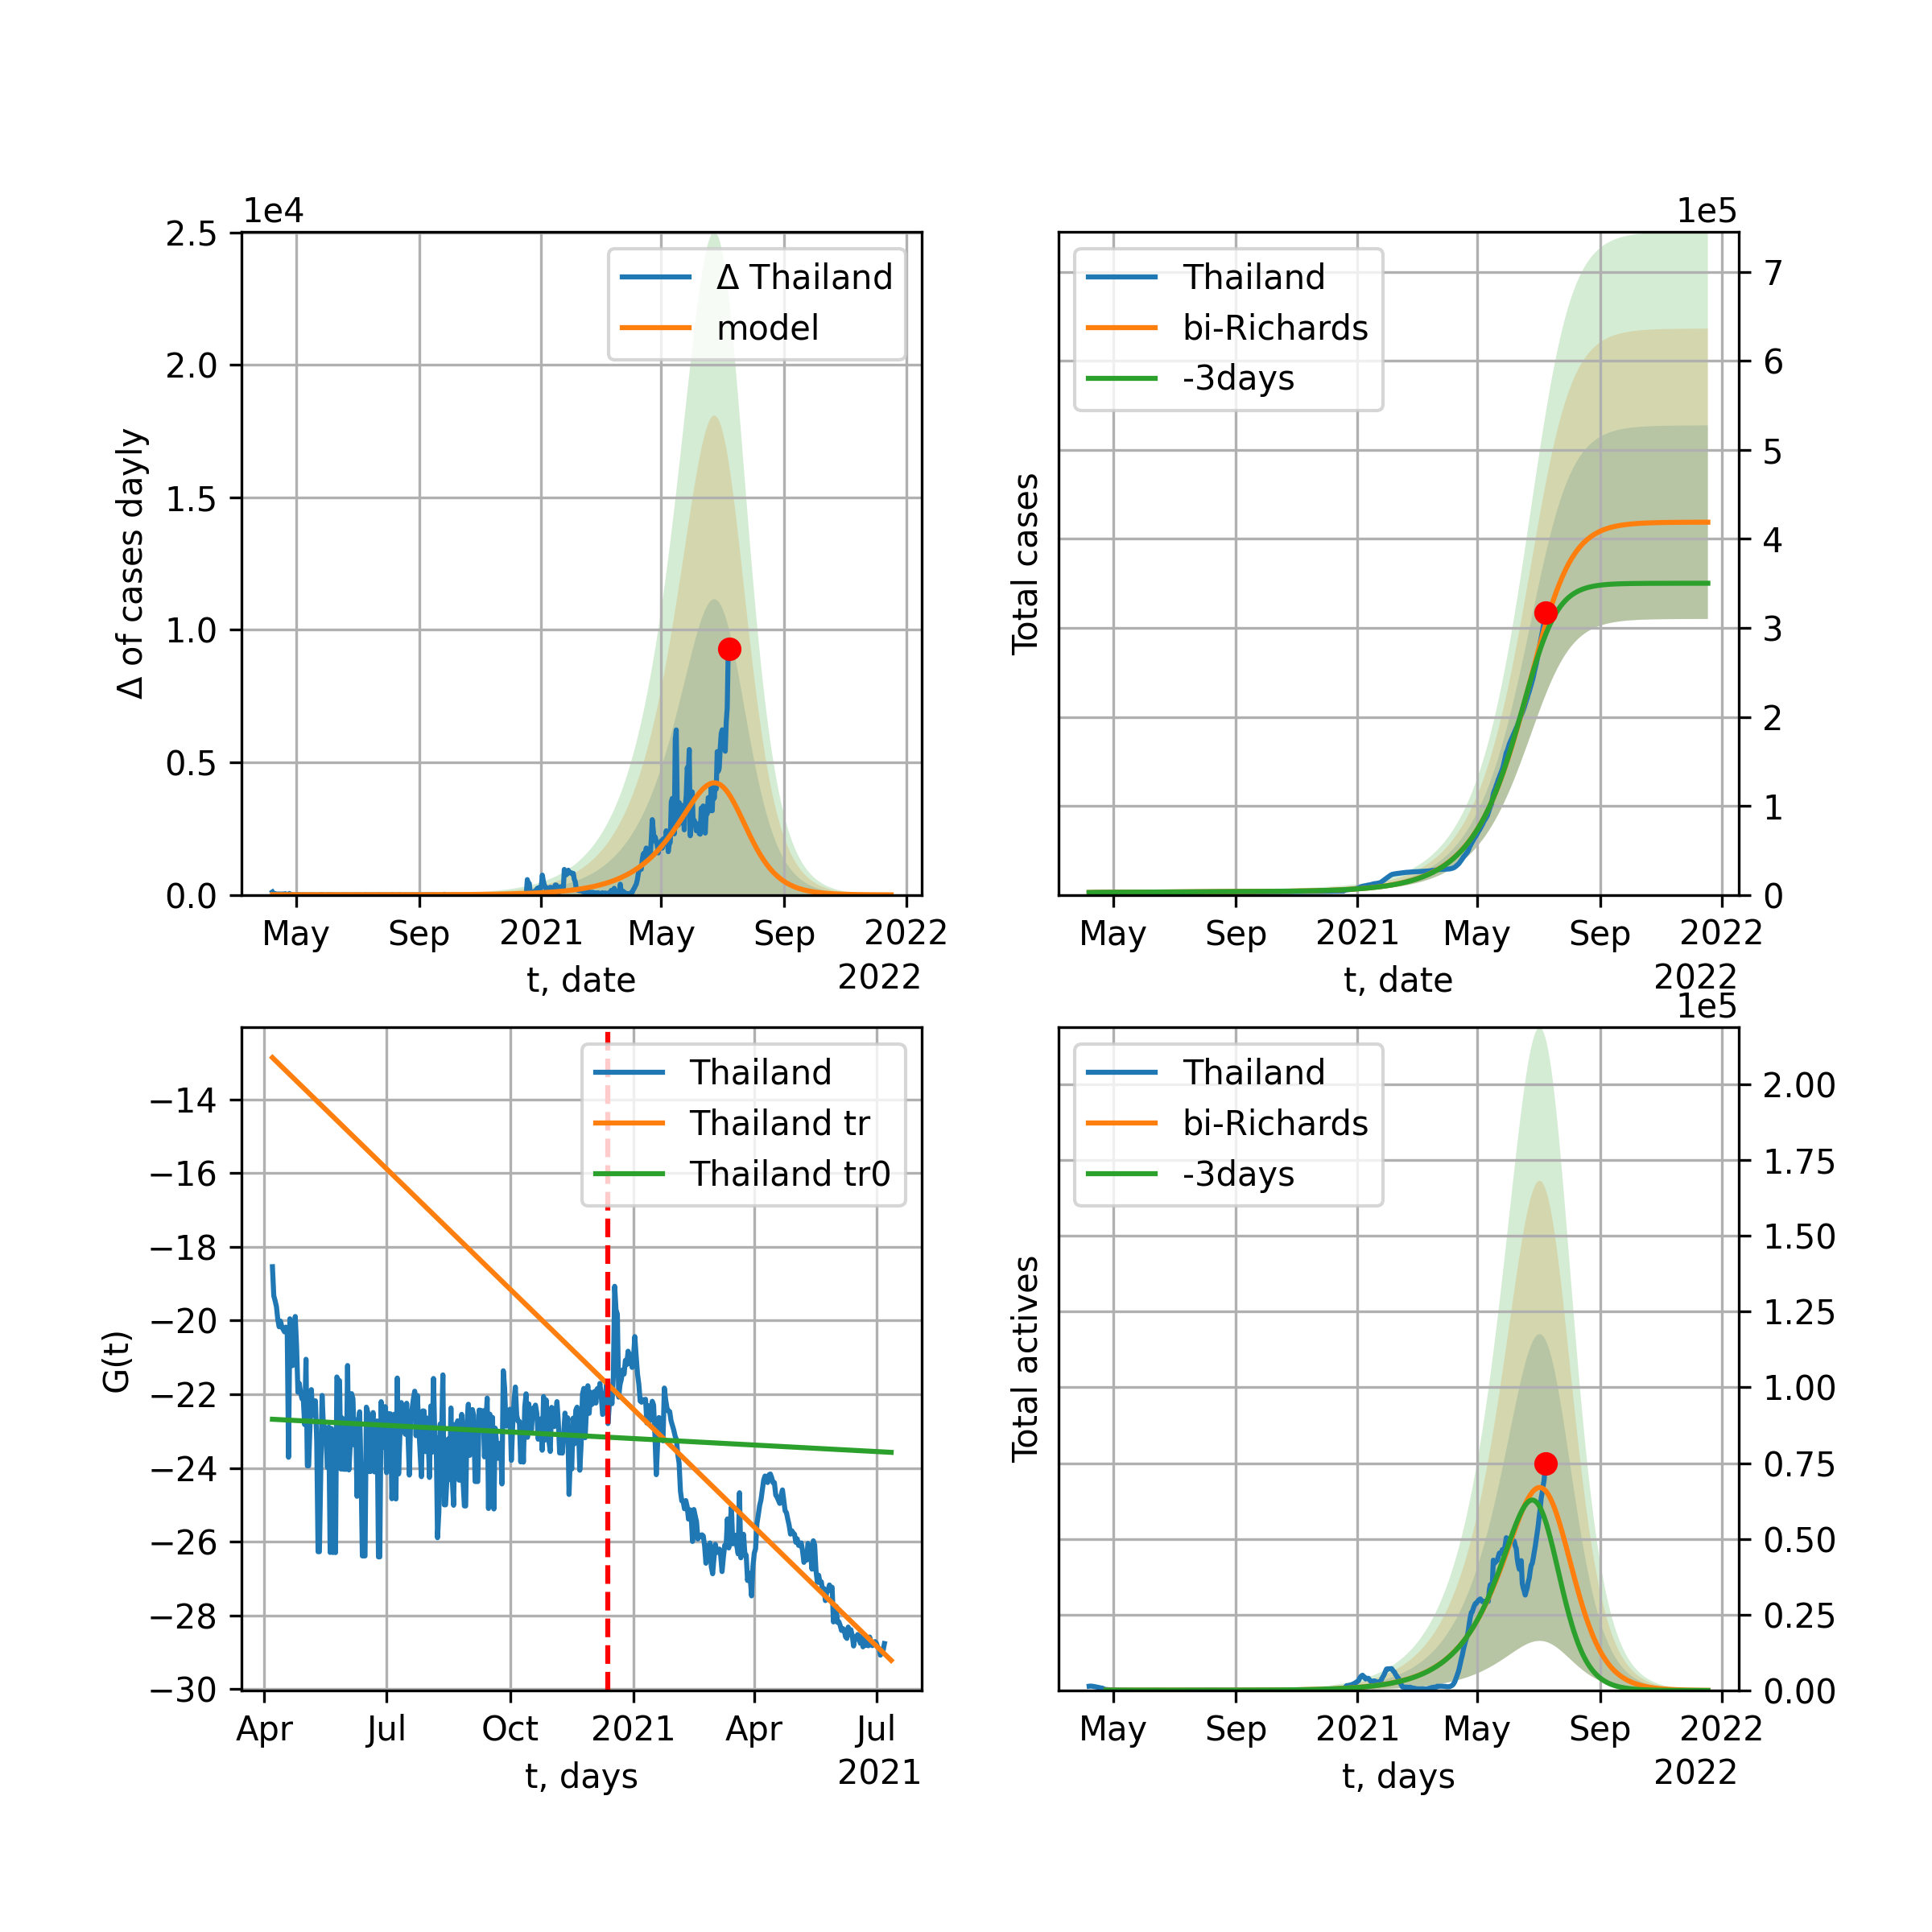 1e4
2.5
2.0
1.5
1.0
0.5
0.0
Δ of cases dayly
Δ Thailand
model
May Sep 2021 May Sep 2022
t, date 2022
1e5
Thailand
bi-Richards
-3days
Total cases
7
6
5
4
3
2
1
0
May Sep 2021 May Sep 2022
t, date 2022
Thailand
Thailand tr
Thailand tr0
−14
−16
−18
−20
−22
−24
−26
−28
−30
G(t)
Apr Jul Oct 2021 Apr Jul
t, days 2021
1e5
Thailand
bi-Richards
-3days
Total actives
2.00
1.75
1.50
1.25
1.00
0.75
0.50
0.25
0.00
May Sep 2021 May Sep 2022
t, days 2022